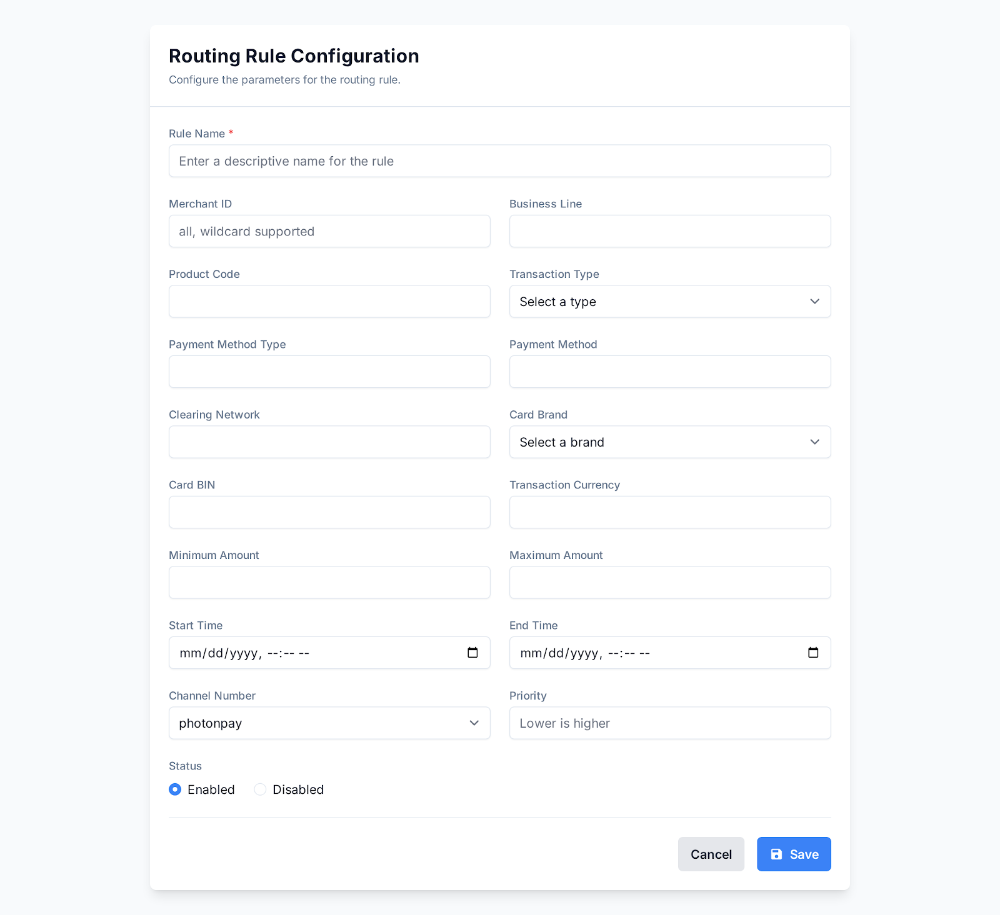 Routing Rule Configuration
Configure the parameters for the routing rule.
Rule Name *
Enter a descriptive name for the rule
Merchant ID
all, wildcard supported
Business Line
Product Code
Transaction Type
Select a type
Payment Method Type
Payment Method
Clearing Network
Card Brand
Select a brand
Card BIN
Transaction Currency
Minimum Amount
Maximum Amount
Start Time
mm/dd/yyyy, --:-- --
End Time
mm/dd/yyyy, --:-- --
Channel Number
photonpay
Priority
Lower is higher
Status
Enabled Disabled
Cancel Save